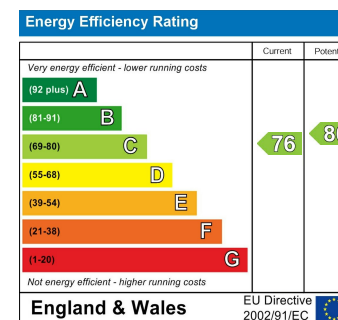 Energy Efficiency Rating
Current Poten
Very energy efficient - lower running costs
(92 plus) A
(81-91) B
(69-80) C 76
(55-68) D
(39-54) E
(21-38) F
(1-20) G
Not energy efficient - higher running costs
England & Wales
EU Directive
2002/91/EC